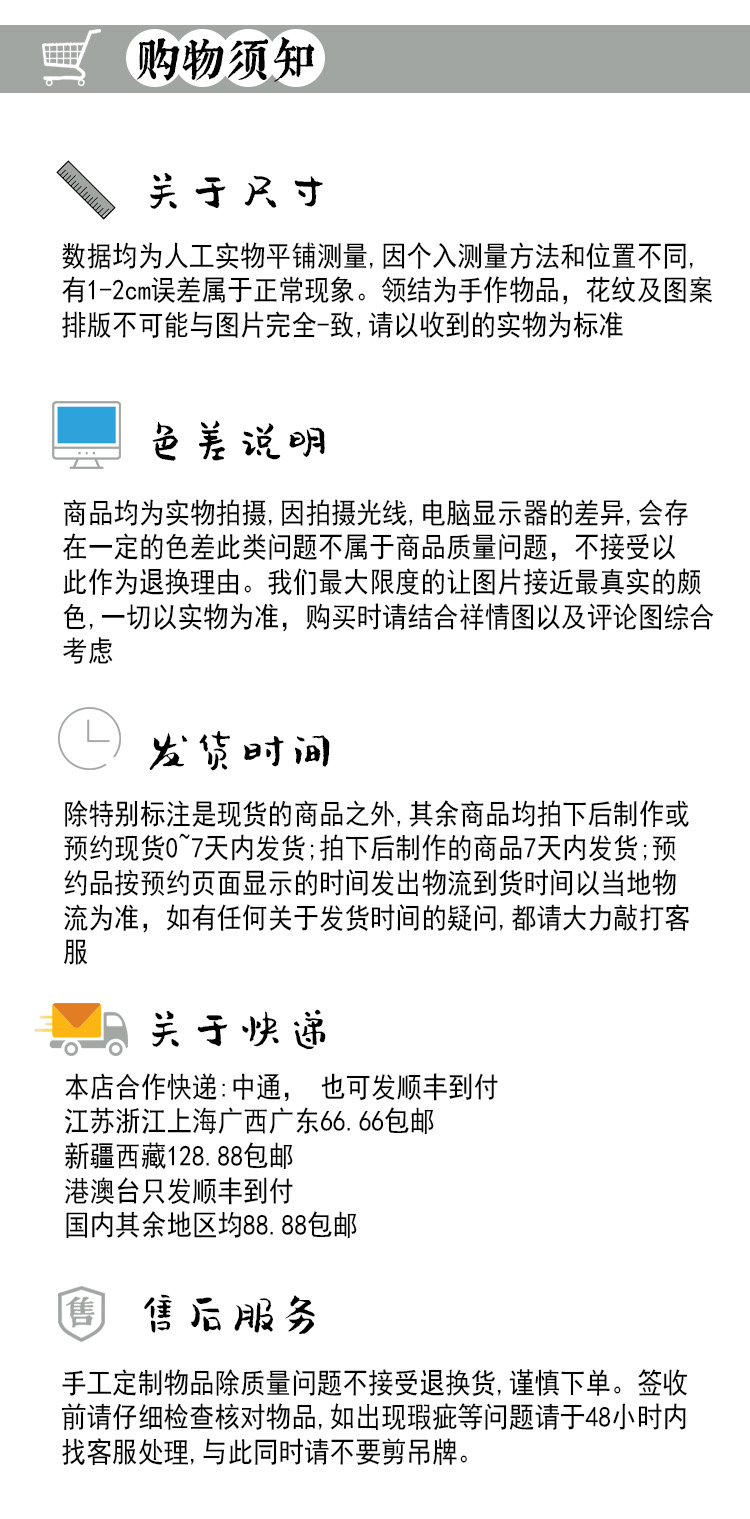 购物须知
关于尺寸
数据均为人工实物平铺测量,因个入测量方法和位置不同,
有1-2cm误差属于正常现象。领结为手作物品，花纹及图案
排版不可能与图片完全-致,请以收到的实物为标准
色差说明
商品均为实物拍摄,因拍摄光线,电脑显示器的差异,会存
在一定的色差此类问题不属于商品质量问题，不接受以
此作为退换理由。我们最大限度的让图片接近最真实的颇
色,一切以实物为准，购买时请结合祥情图以及评论图综合
考虑
发货时间
除特别标注是现货的商品之外,其余商品均拍下后制作或
预约现货0~7天内发货;拍下后制作的商品7天内发货;预
约品按预约页面显示的时间发出物流到货时间以当地物
流为准，如有任何关于发货时间的疑问,都请大力敲打客
服
关于快递
本店合作快递:中通， 也可发顺丰到付
江苏浙江上海广西广东66.66包邮
新疆西藏128.88包邮
港澳台只发顺丰到付
国内其余地区均88.88包邮
售
售后服务
手工定制物品除质量问题不接受退换货,谨慎下单。签收
前请仔细检查核对物品,如出现瑕疵等问题请于48小时内
找客服处理,与此同时请不要剪吊牌。